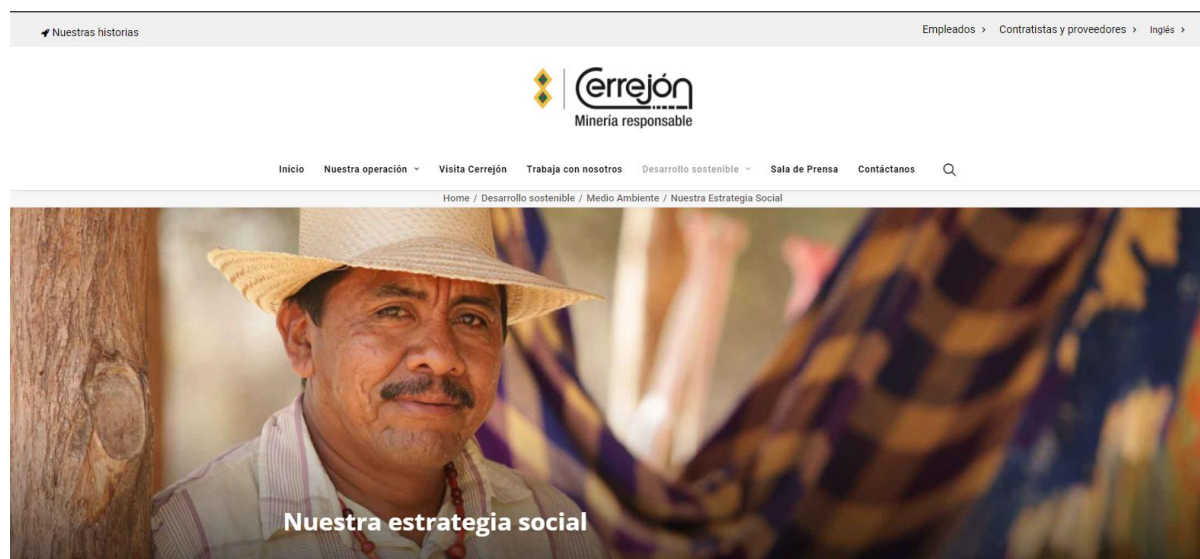 Nuestras historias
Empleados > Contratistas y proveedores > Inglés >
Cerrejón
Minería responsable
Inicio Nuestra operación Visita Cerrejón Trabaja con nosotros Desarrollo sostenible Sala de Prensa Contáctanos
Home / Desarrollo sostenible / Medio Ambiente / Nuestra Estrategia Social
Nuestra estrategia social